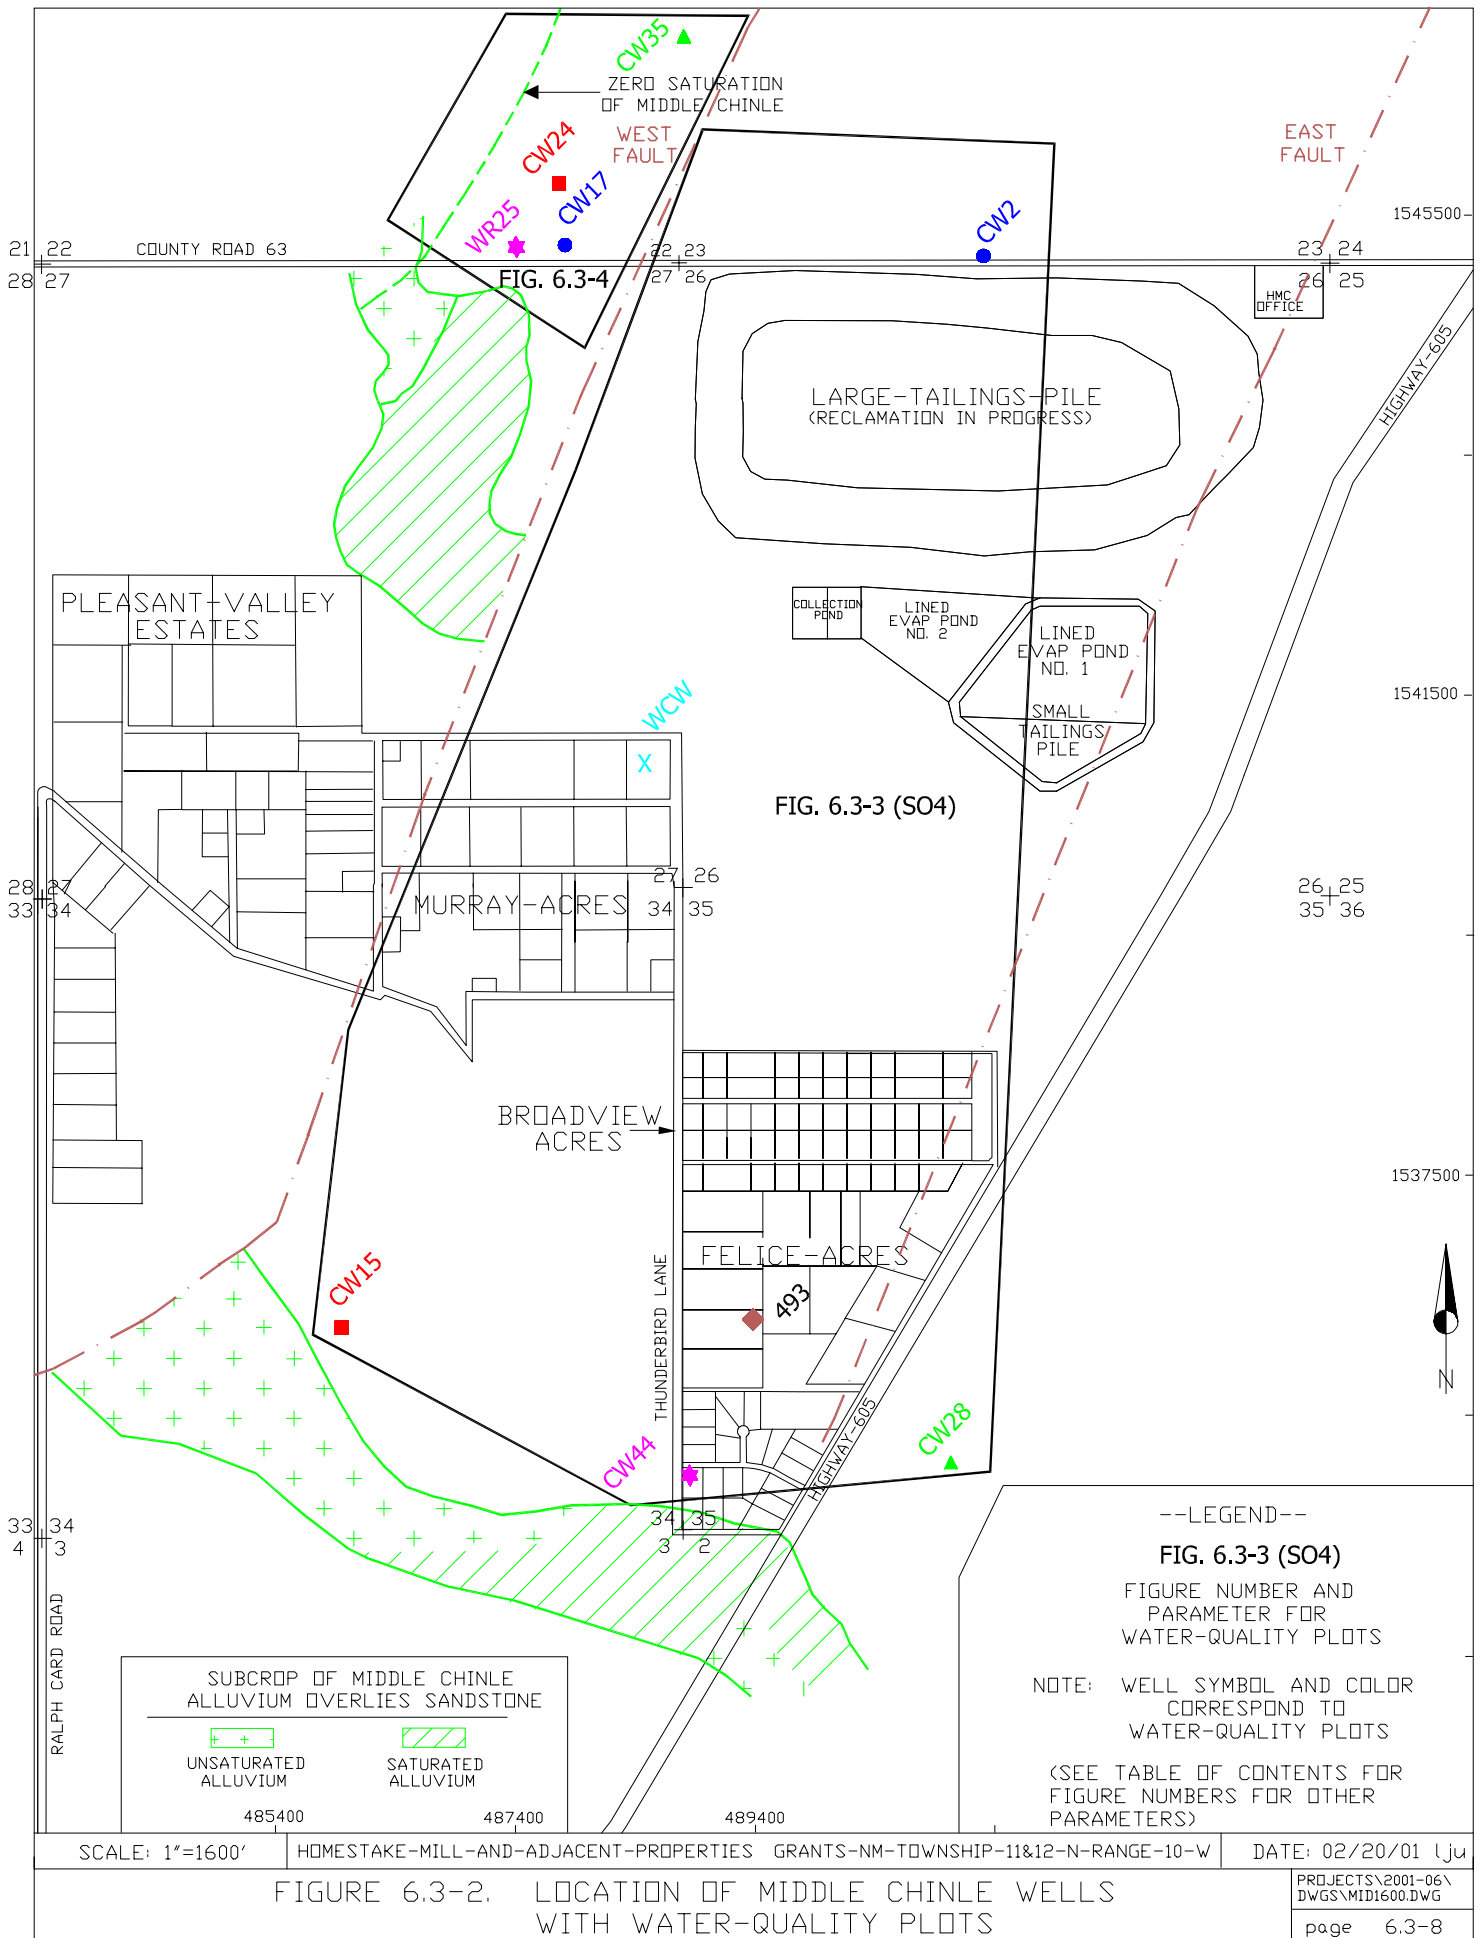 CW35
ZERO SATURATION
OF MIDDLE CHINLE
WEST
FAULT
EAST
FAULT
CW24
CW17
WR25
CW2
1545500
21 22
COUNTY ROAD 63
22 23
23 24
28 27
FIG. 6.3-4
27 26
26 25
HMC
OFFICE
HIGHWAY-605
LARGE-TAILINGS-PILE
(RECLAMATION IN PROGRESS)
PLEASANT-VALLEY
ESTATES
COLLECTION
POND
LINED
EVAP POND
NO. 2
LINED
EVAP POND
NO. 1
SMALL
TAILINGS
PILE
1541500
WCW
X
FIG. 6.3-3 (SO4)
28 27
33 34
27 26
34 35
26 25
35 36
MURRAY-ACRES
BROADVIEW
ACRES
1537500
FELICE-ACRES
THUNDERBIRD LANE
CW15
493
N
CW28
CW44
HIGHWAY-605
33 34
4 3
34 35
3 2
RALPH CARD ROAD
--LEGEND--
FIG. 6.3-3 (SO4)
FIGURE NUMBER AND
PARAMETER FOR
WATER-QUALITY PLOTS
NOTE: WELL SYMBOL AND COLOR
CORRESPOND TO
WATER-QUALITY PLOTS
(SEE TABLE OF CONTENTS FOR
FIGURE NUMBERS FOR OTHER
PARAMETERS)
SUBCROP OF MIDDLE CHINLE
ALLUVIUM OVERLIES SANDSTONE
UNSATURATED
ALLUVIUM
SATURATED
ALLUVIUM
485400
487400
489400
SCALE: 1"=1600'
HOMESTAKE-MILL-AND-ADJACENT-PROPERTIES GRANTS-NM-TOWNSHIP-11&12-N-RANGE-10-W
DATE: 02/20/01 lju
FIGURE 6.3-2. LOCATION OF MIDDLE CHINLE WELLS
WITH WATER-QUALITY PLOTS
PROJECTS\2001-06\
DWGS\MID1600.DWG
page 6.3-8